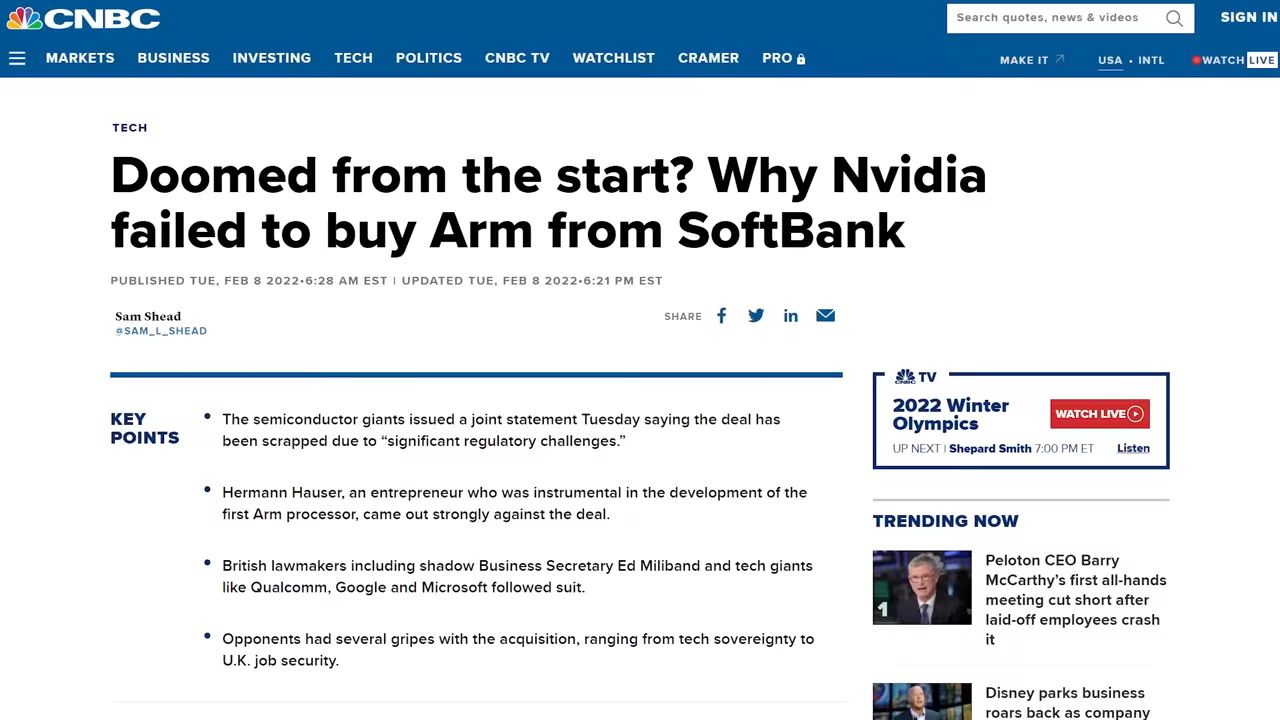 CNBC
Search quotes, news & videos
SIGN IN
MARKETS BUSINESS INVESTING TECH POLITICS CNBC TV WATCHLIST CRAMER PRO
MAKE IT USA • INTL WATCH LIVE
TECH
Doomed from the start? Why Nvidia
failed to buy Arm from SoftBank
PUBLISHED TUE, FEB 8 2022•6:28 AM EST | UPDATED TUE, FEB 8 2022•6:21 PM EST
Sam Shead
@SAM_L_SHEAD
SHARE
KEY
POINTS
• The semiconductor giants issued a joint statement Tuesday saying the deal has
been scrapped due to “significant regulatory challenges.”
• Hermann Hauser, an entrepreneur who was instrumental in the development of the
first Arm processor, came out strongly against the deal.
• British lawmakers including shadow Business Secretary Ed Miliband and tech giants
like Qualcomm, Google and Microsoft followed suit.
• Opponents had several gripes with the acquisition, ranging from tech sovereignty to
U.K. job security.
CNBC TV
2022 Winter
Olympics
WATCH LIVE
UP NEXT | Shepard Smith 7:00 PM ET
Listen
TRENDING NOW
1
Peloton CEO Barry
McCarthy’s first all-hands
meeting cut short after
laid-off employees crash
it
Disney parks business
roars back as company